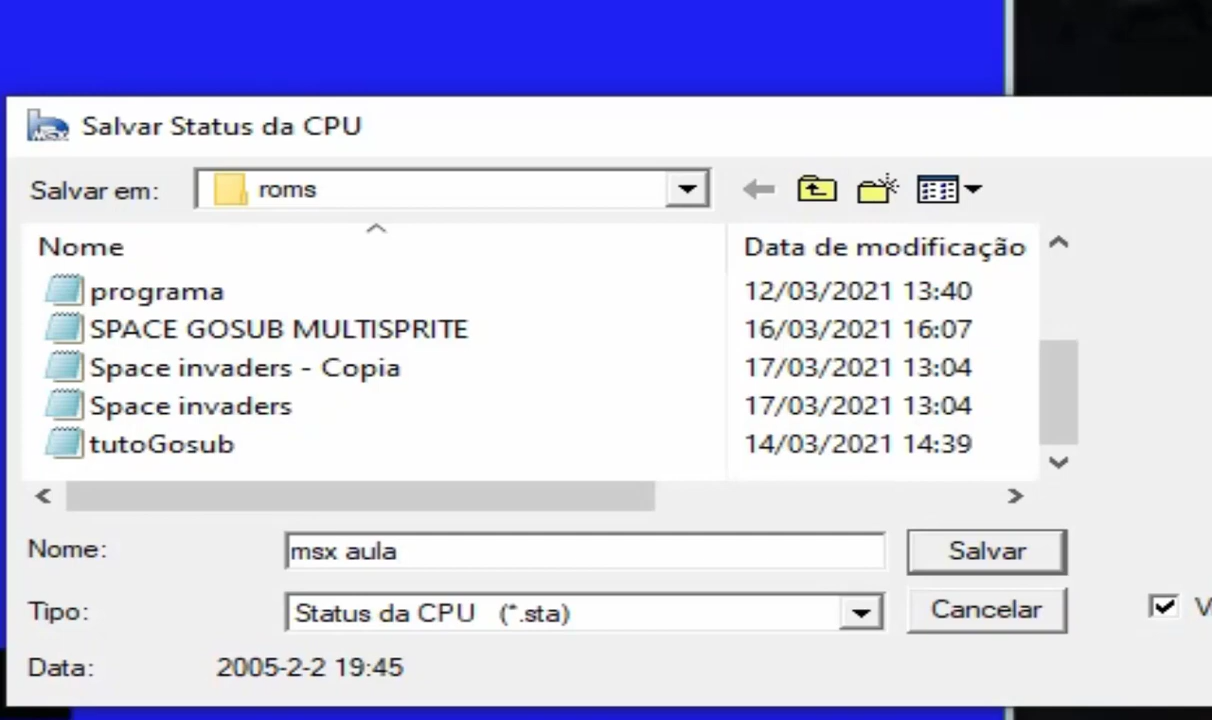 Salvar Status da CPU
Salvar em: roms
Nome Data de modificação
programa 12/03/2021 13:40
SPACE GOSUB MULTISPRITE 16/03/2021 16:07
Space invaders - Copia 17/03/2021 13:04
Space invaders 17/03/2021 13:04
tutoGosub 14/03/2021 14:39
Nome: msx aula Salvar
Tipo: Status da CPU (*.sta) Cancelar
Data: 2005-2-2 19:45